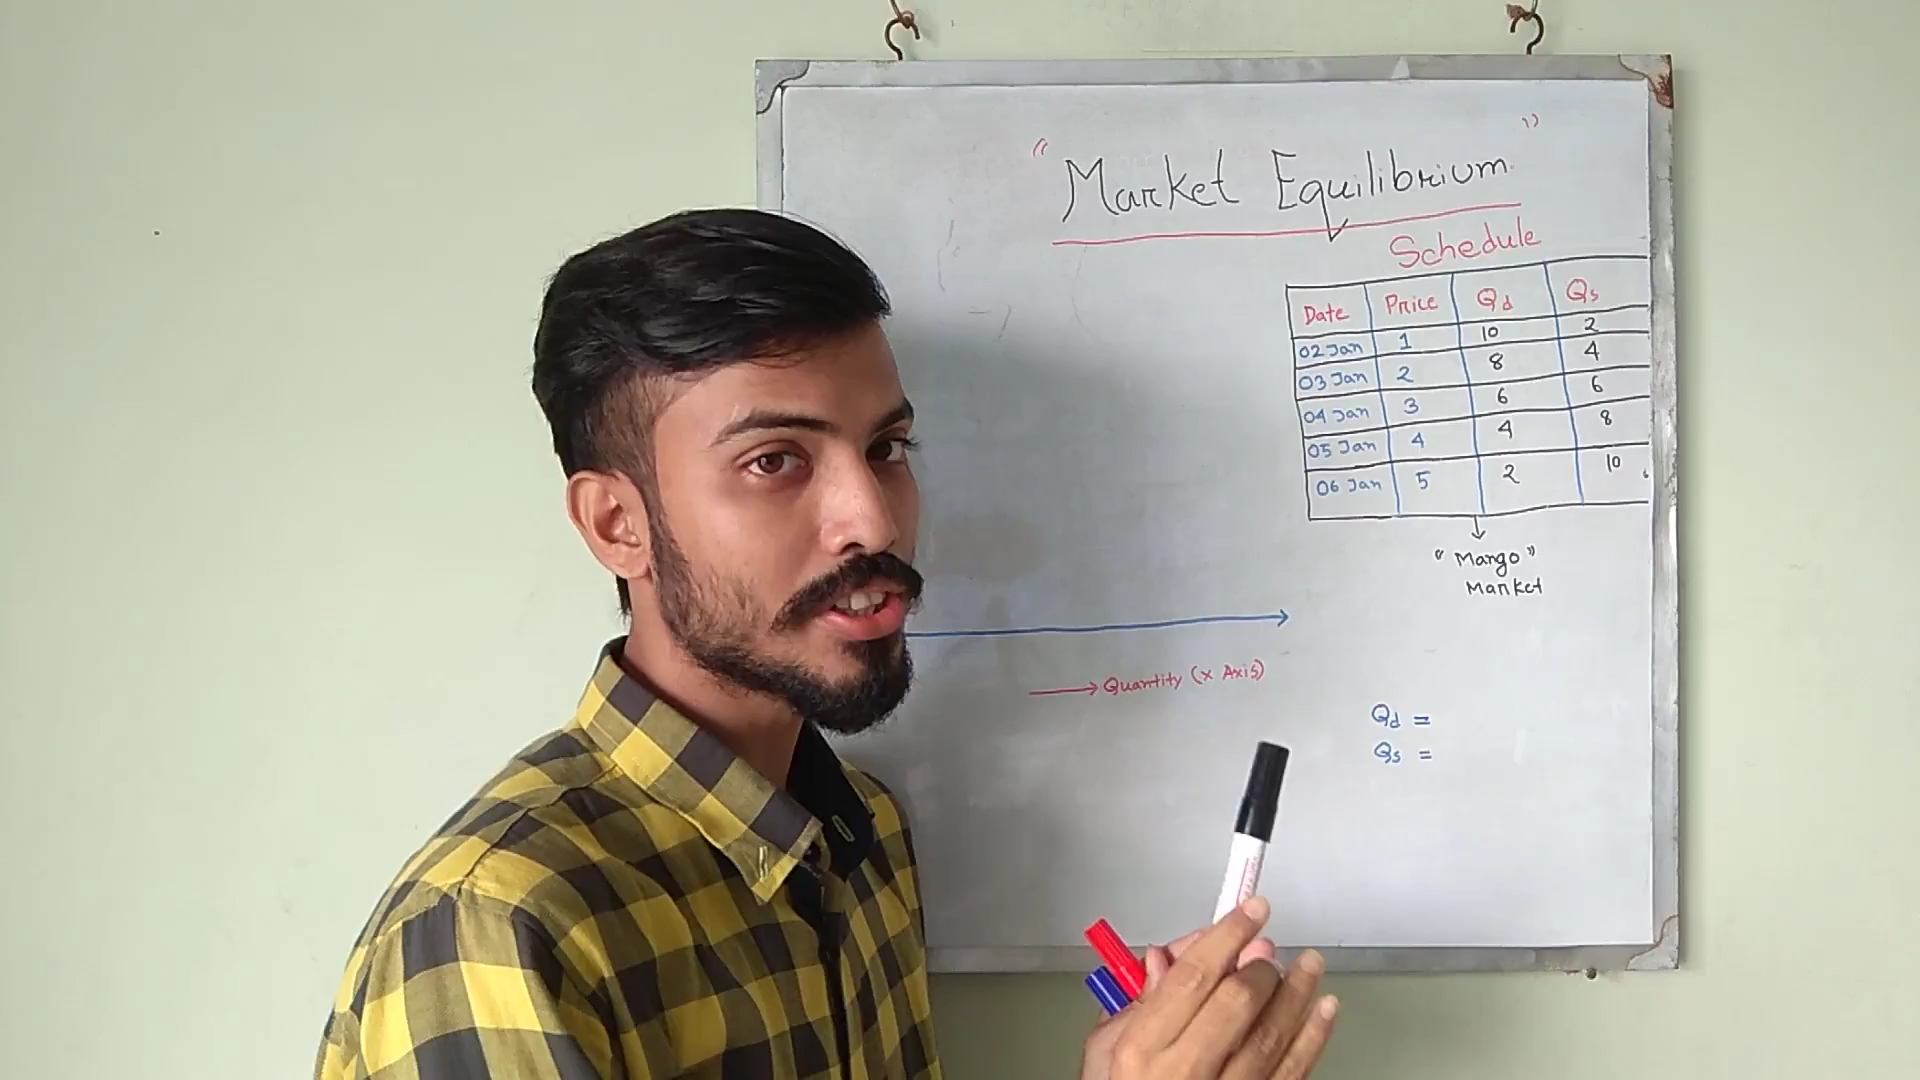 “Market Equilibrium”
Schedule
Date Price Qd Qs
02 Jan 1 10 2
03 Jan 2 8 4
04 Jan 3 6 6
05 Jan 4 4 8
06 Jan 5 2 10
“Mango”
Market
Quantity (x Axis)
Qd =
Qs =